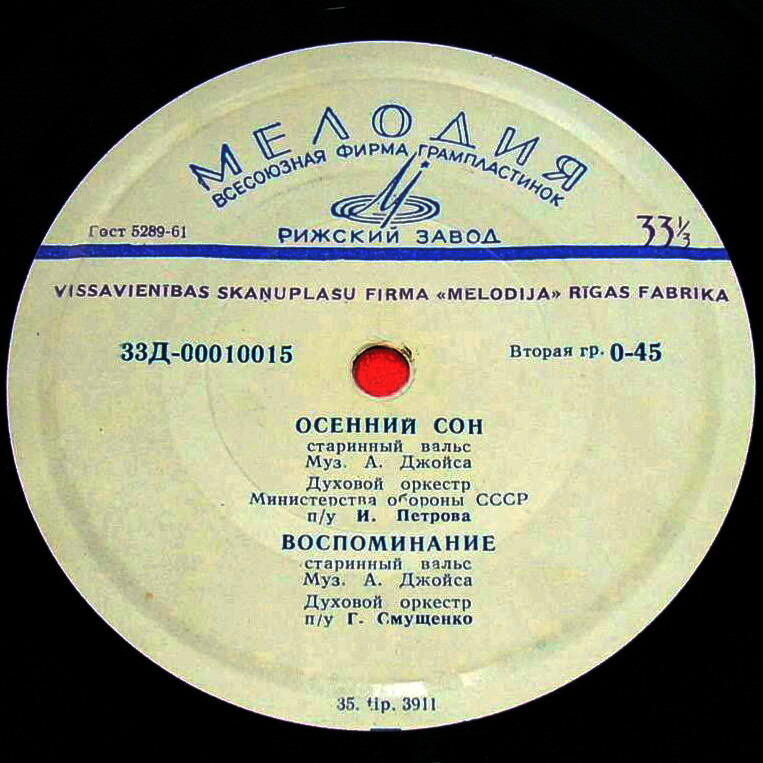 МЕЛОДИЯ
ВСЕСОЮЗНАЯ ФИРМА ГРАМПЛАСТИНОК
Гост 5289-61
РИЖСКИЙ ЗАВОД
33⅓
VISSAVIENĪBAS SKAŅUPLAŠU FIRMA «MELODIJA» RĪGAS FABRIKA
33Д-00010015
Вторая гр. 0-45
ОСЕННИЙ СОН
старинный вальс
Муз. А. Джойса
Духовой оркестр
Министерства обороны СССР
п/у И. Петрова
ВОСПОМИНАНИЕ
старинный вальс
Муз. А. Джойса
Духовой оркестр
п/у Г. Смущенко
35. tip. 3911